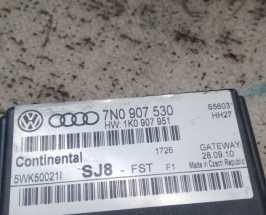 7N0 907 530
S5603
HW: 1K0 907 951
HH27
Continental
1726
GATEWAY
28.09.10
5WK50021I
SJ8 - FST F1
Made in Czech Republic